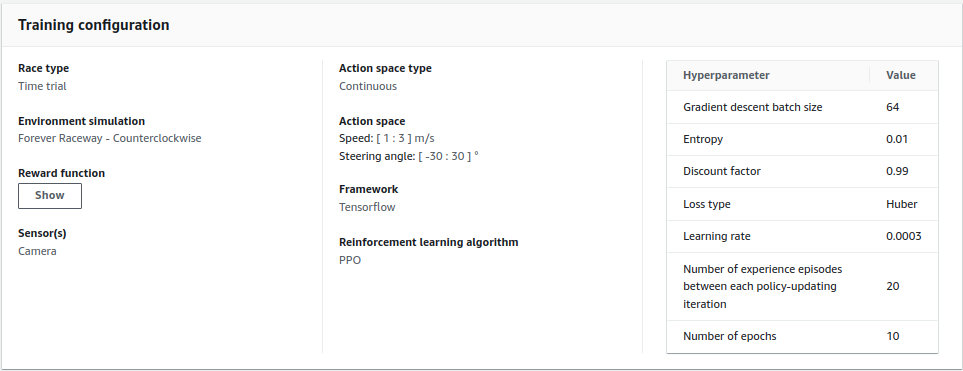 Training configuration
Race type
Time trial
Environment simulation
Forever Raceway - Counterclockwise
Reward function
Show
Sensor(s)
Camera
Action space type
Continuous
Action space
Speed: [ 1 : 3 ] m/s
Steering angle: [ -30 : 30 ] °
Framework
Tensorflow
Reinforcement learning algorithm
PPO
Hyperparameter Value
Gradient descent batch size 64
Entropy 0.01
Discount factor 0.99
Loss type Huber
Learning rate 0.0003
Number of experience episodes
between each policy-updating 20
iteration
Number of epochs 10